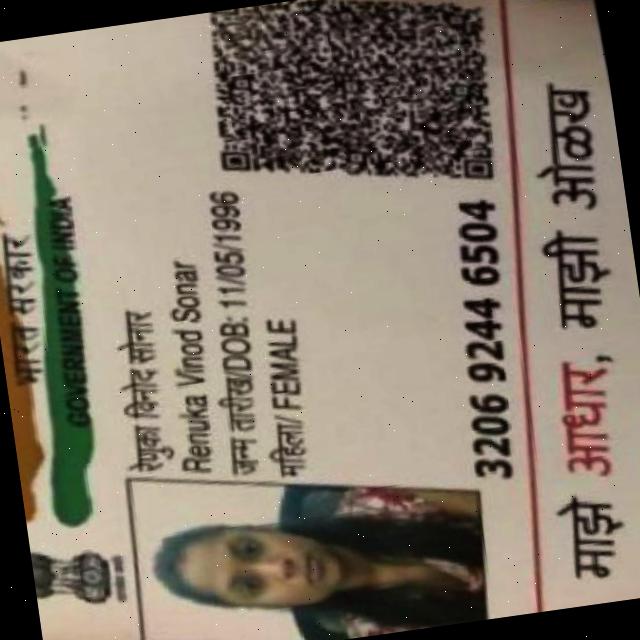 भारत सरकार
GOVERNMENT OF INDIA
रेणुका विनोद सोनार
Renuka Vinod Sonar
जन्म तारीख/DOB: 11/05/1996
महिला/ FEMALE
3206 9244 6504
माझे आधार, माझी ओळख